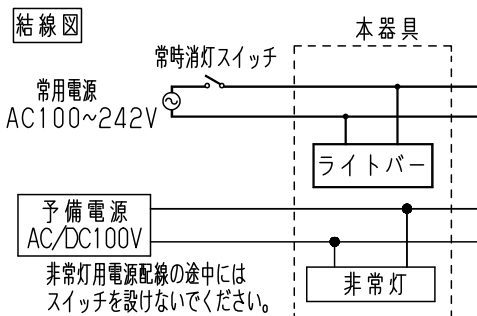 結線図
本器具
常時消灯スイッチ
常用電源
AC100~242V
ライトバー
予備電源
AC/DC100V
非常灯用電源配線の途中には
スイッチを設けないでください。
非常灯